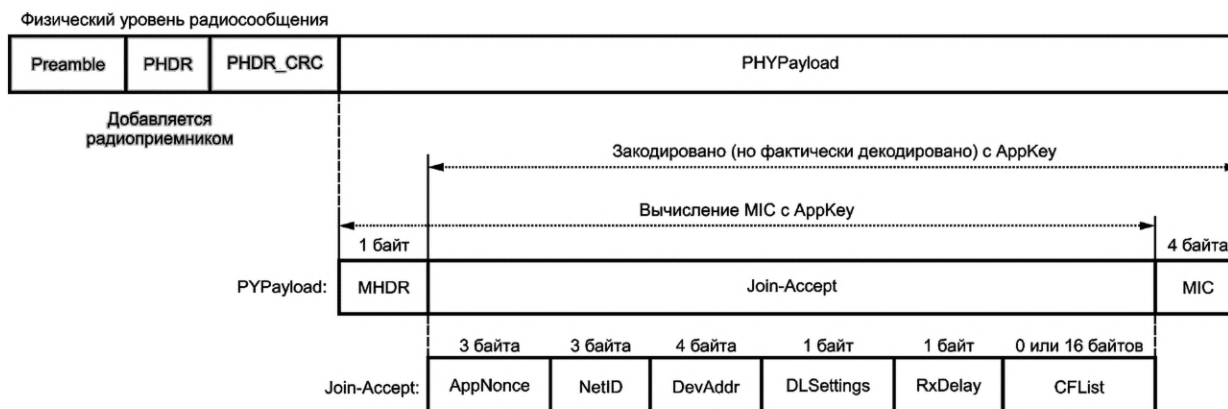 Физический уровень радиосообщения
Preamble PHDR PHDR_CRC PHYPayload
Добавляется
радиоприемником
Закодировано (но фактически декодировано) с AppKey
Вычисление MIC с AppKey
1 байт 4 байта
PYPayload: MHDR Join-Accept MIC
3 байта 3 байта 4 байта 1 байт 1 байт 0 или 16 байтов
Join-Accept: AppNonce NetID DevAddr DLSettings RxDelay CFList